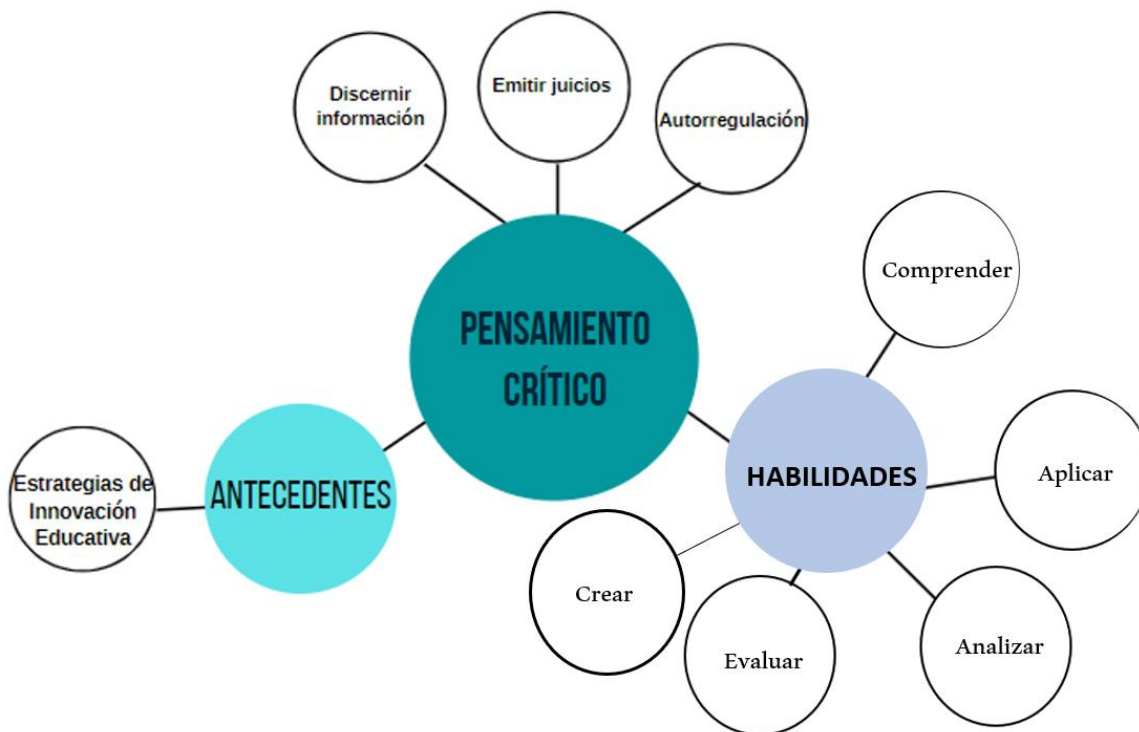 Discernir
información
Emitir juicios
Autorregulación
PENSAMIENTO
CRÍTICO
Comprender
HABILIDADES
Aplicar
Analizar
Evaluar
Crear
ANTECEDENTES
Estrategias de
Innovación
Educativa